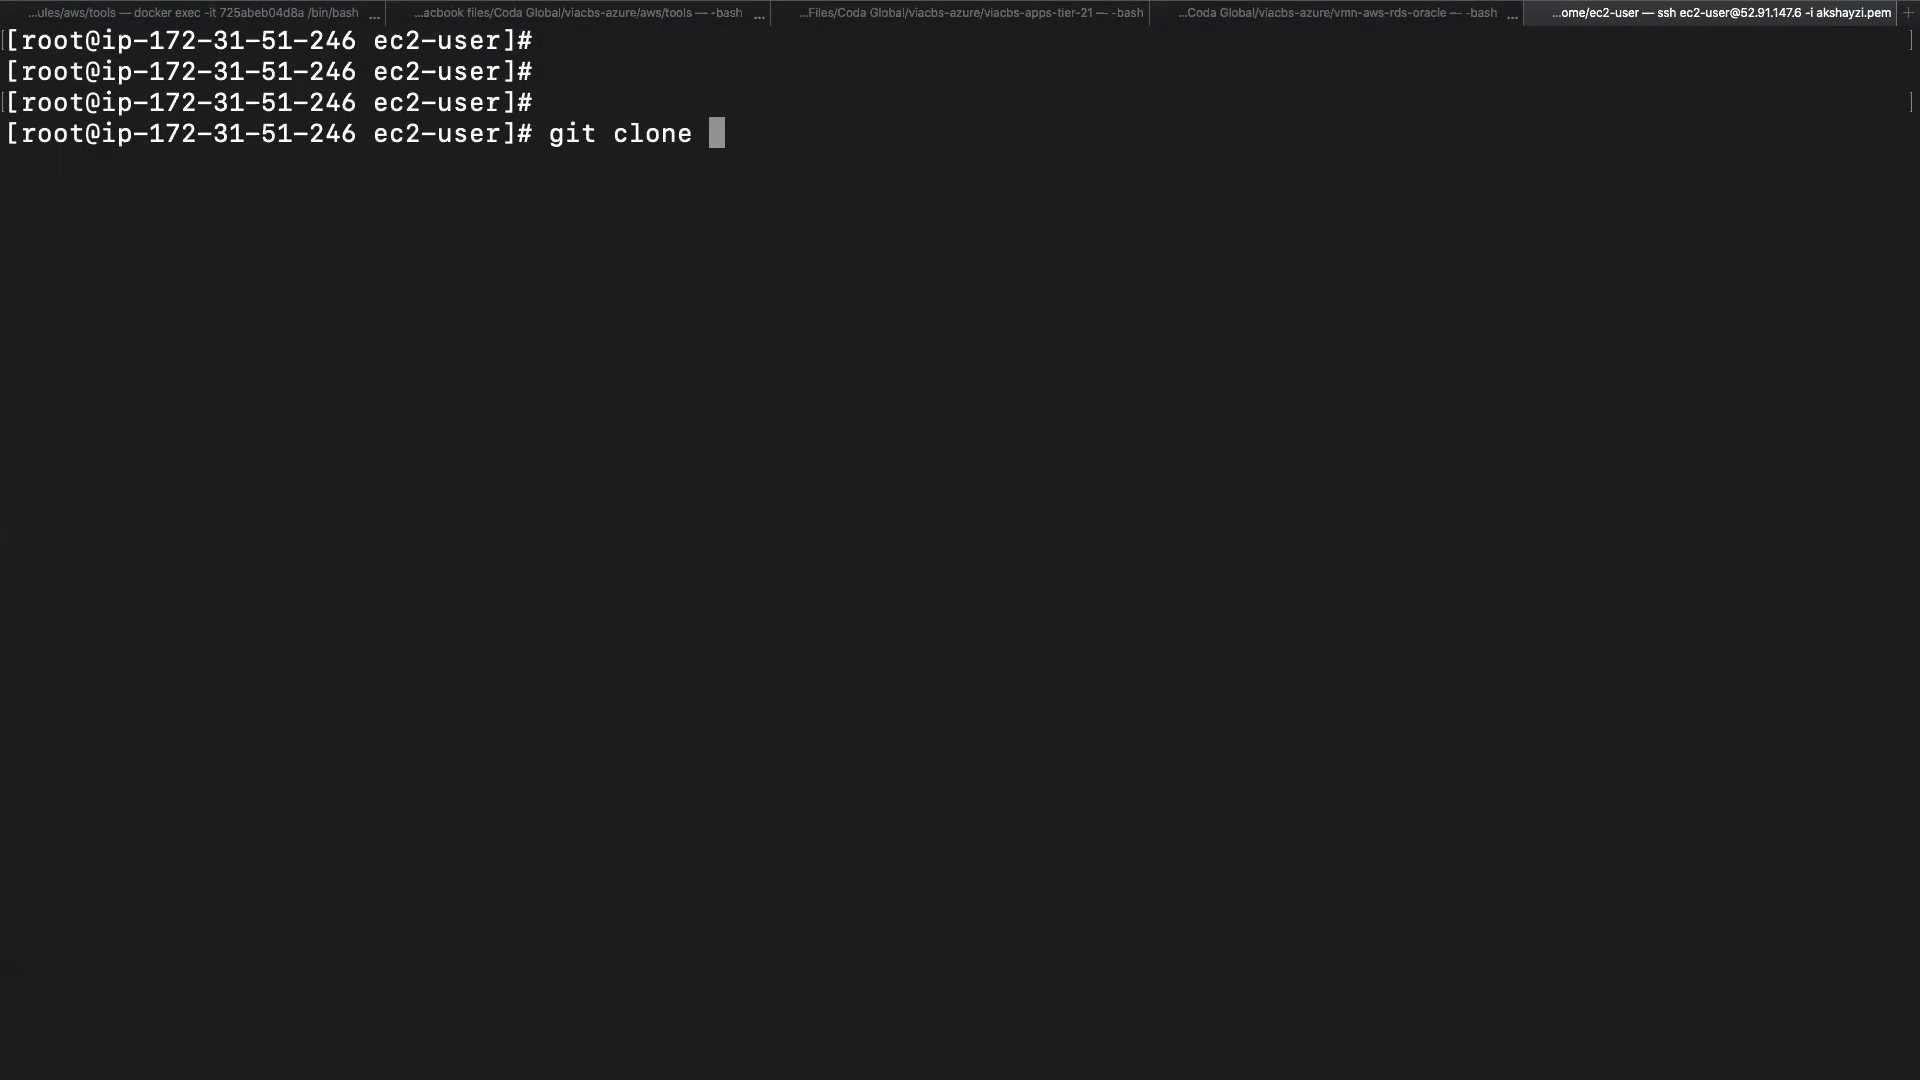 ...ules/aws/tools — docker exec -it 725abeb04d8a /bin/bash ... ...acbook files/Coda Global/viacbs-azure/aws/tools — -bash ... ...Files/Coda Global/viacbs-azure/viacbs-apps-tier-21 — -bash ...Coda Global/viacbs-azure/vmn-aws-rds-oracle — -bash ... ...ome/ec2-user — ssh ec2-user@52.91.147.6 -i akshayzi.pem +
[root@ip-172-31-51-246 ec2-user]#
[root@ip-172-31-51-246 ec2-user]#
[root@ip-172-31-51-246 ec2-user]#
[root@ip-172-31-51-246 ec2-user]# git clone